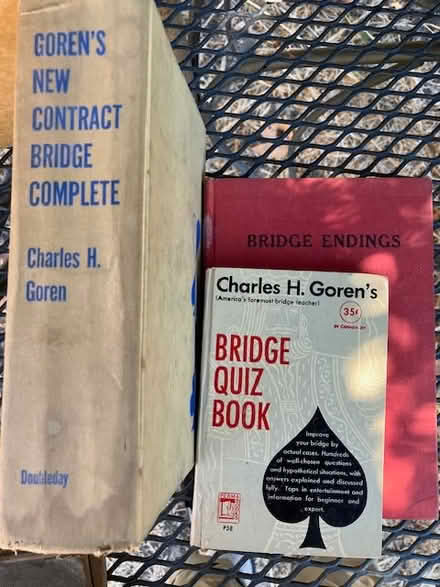 GOREN'S
NEW
CONTRACT
BRIDGE
COMPLETE
Charles H.
Goren
Doubleday
BRIDGE ENDINGS
Charles H. Goren's
(America's foremost bridge teacher)
35¢
BRIDGE
QUIZ
BOOK
Improve
your bridge by
actual cases. Hundreds
of well-chosen questions
and hypothetical situations, with
answers explained and discussed
fully. Tops in entertainment and
information for beginner and
expert.
PERMA
P58